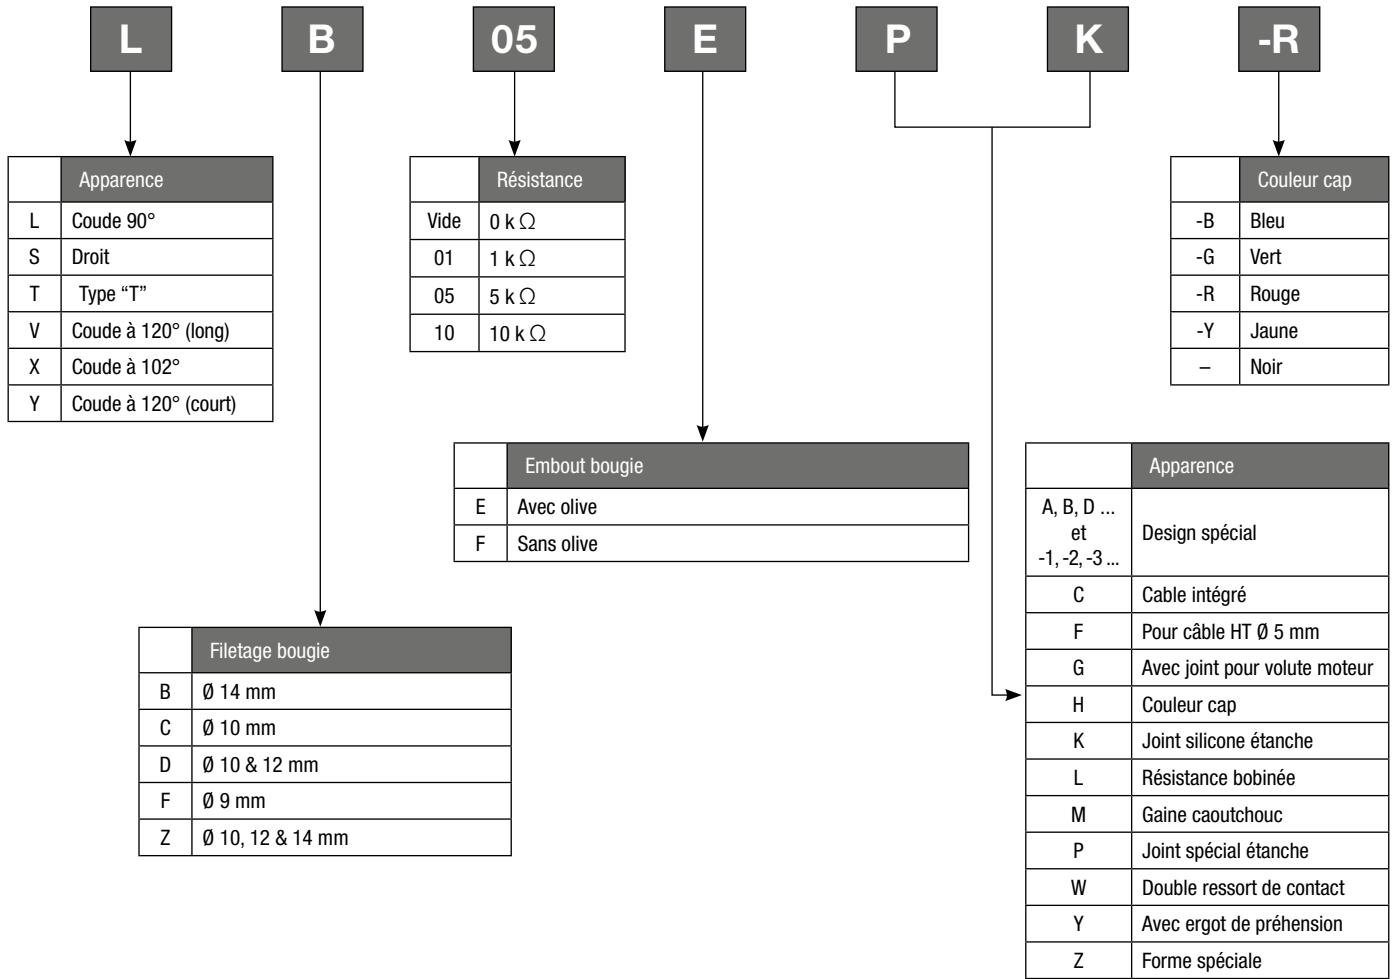 L B 05 E P K -R
Apparence
L Coude 90°
S Droit
T Type “T”
V Coude à 120° (long)
X Coude à 102°
Y Coude à 120° (court)
Résistance
Vide 0 k Ω
01 1 k Ω
05 5 k Ω
10 10 k Ω
Couleur cap
-B Bleu
-G Vert
-R Rouge
-Y Jaune
– Noir
Embout bougie
E Avec olive
F Sans olive
Filetage bougie
B Ø 14 mm
C Ø 10 mm
D Ø 10 & 12 mm
F Ø 9 mm
Z Ø 10, 12 & 14 mm
Apparence
A, B, D ...
et
-1, -2, -3 ...
Design spécial
C Cable intégré
F Pour câble HT Ø 5 mm
G Avec joint pour volute moteur
H Couleur cap
K Joint silicone étanche
L Résistance bobinée
M Gaine caoutchouc
P Joint spécial étanche
W Double ressort de contact
Y Avec ergot de préhension
Z Forme spéciale